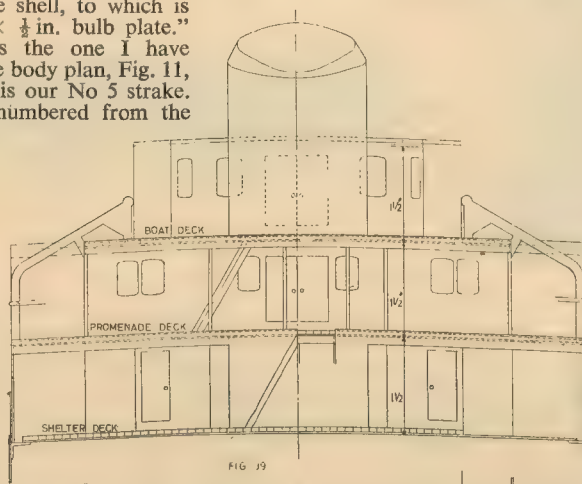 e shell, to which is
× ½ in. bulb plate.”
s the one I have
e body plan, Fig. 11,
is our No 5 strake.
numbered from the
1½"
BOAT DECK
1½"
PROMENADE DECK
1½
SHELTER DECK
FIG 19